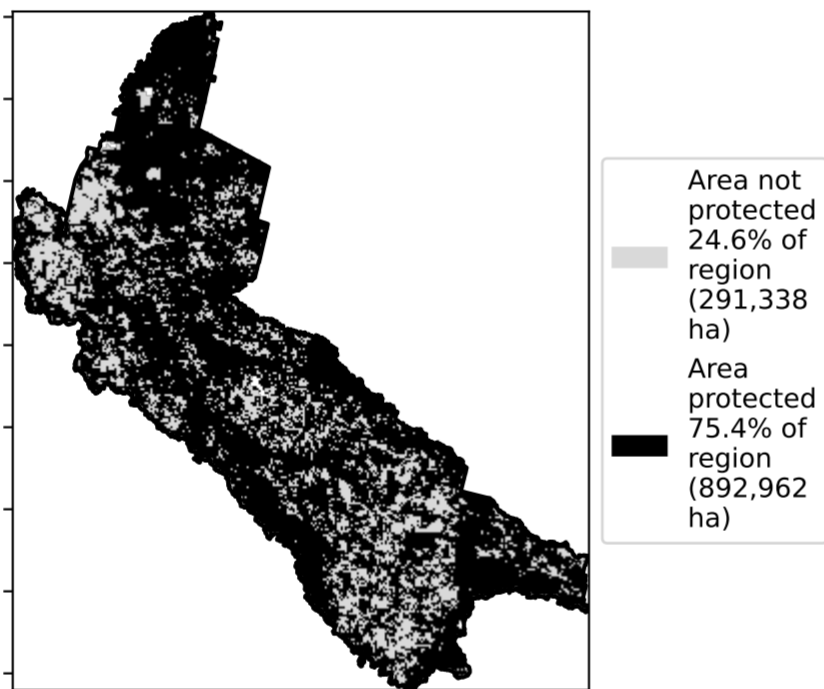 Area not
protected
24.6% of
region
(291,338
ha)
Area
protected
75.4% of
region
(892,962
ha)